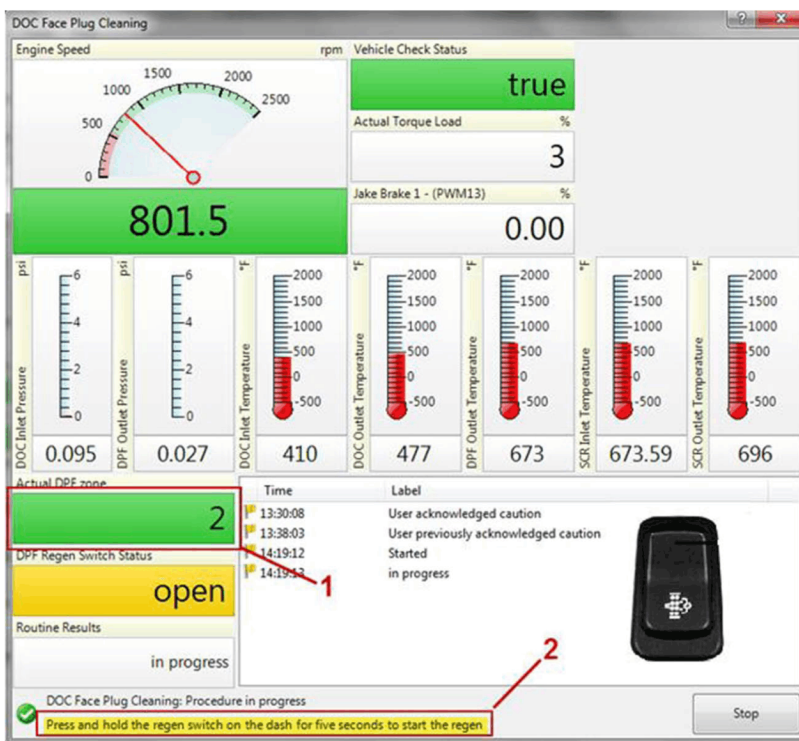 DOC Face Plug Cleaning
Engine Speed rpm
0
500
1000
1500
2000
2500
801.5
Vehicle Check Status
true
Actual Torque Load %
3
Jake Brake 1 - (PWM13) %
0.00
psi
DOC Inlet Pressure
6
4
2
0
0.095
psi
DPF Outlet Pressure
6
4
2
0
0.027
°F
DOC Inlet Temperature
2000
1500
1000
500
0
-500
410
°F
DOC Outlet Temperature
2000
1500
1000
500
0
-500
477
°F
DPF Outlet Temperature
2000
1500
1000
500
0
-500
673
°F
SCR Inlet Temperature
2000
1500
1000
500
0
-500
673.59
°F
SCR Outlet Temperature
2000
1500
1000
500
0
-500
696
Actual DPF zone
2
DPF Regen Switch Status
open
Routine Results
in progress
Time Label
13:30:08 User acknowledged caution
13:38:03 User previously acknowledged caution
14:19:12 Started
14:19:13 in progress
1
2
DOC Face Plug Cleaning: Procedure in progress
Press and hold the regen switch on the dash for five seconds to start the regen
Stop